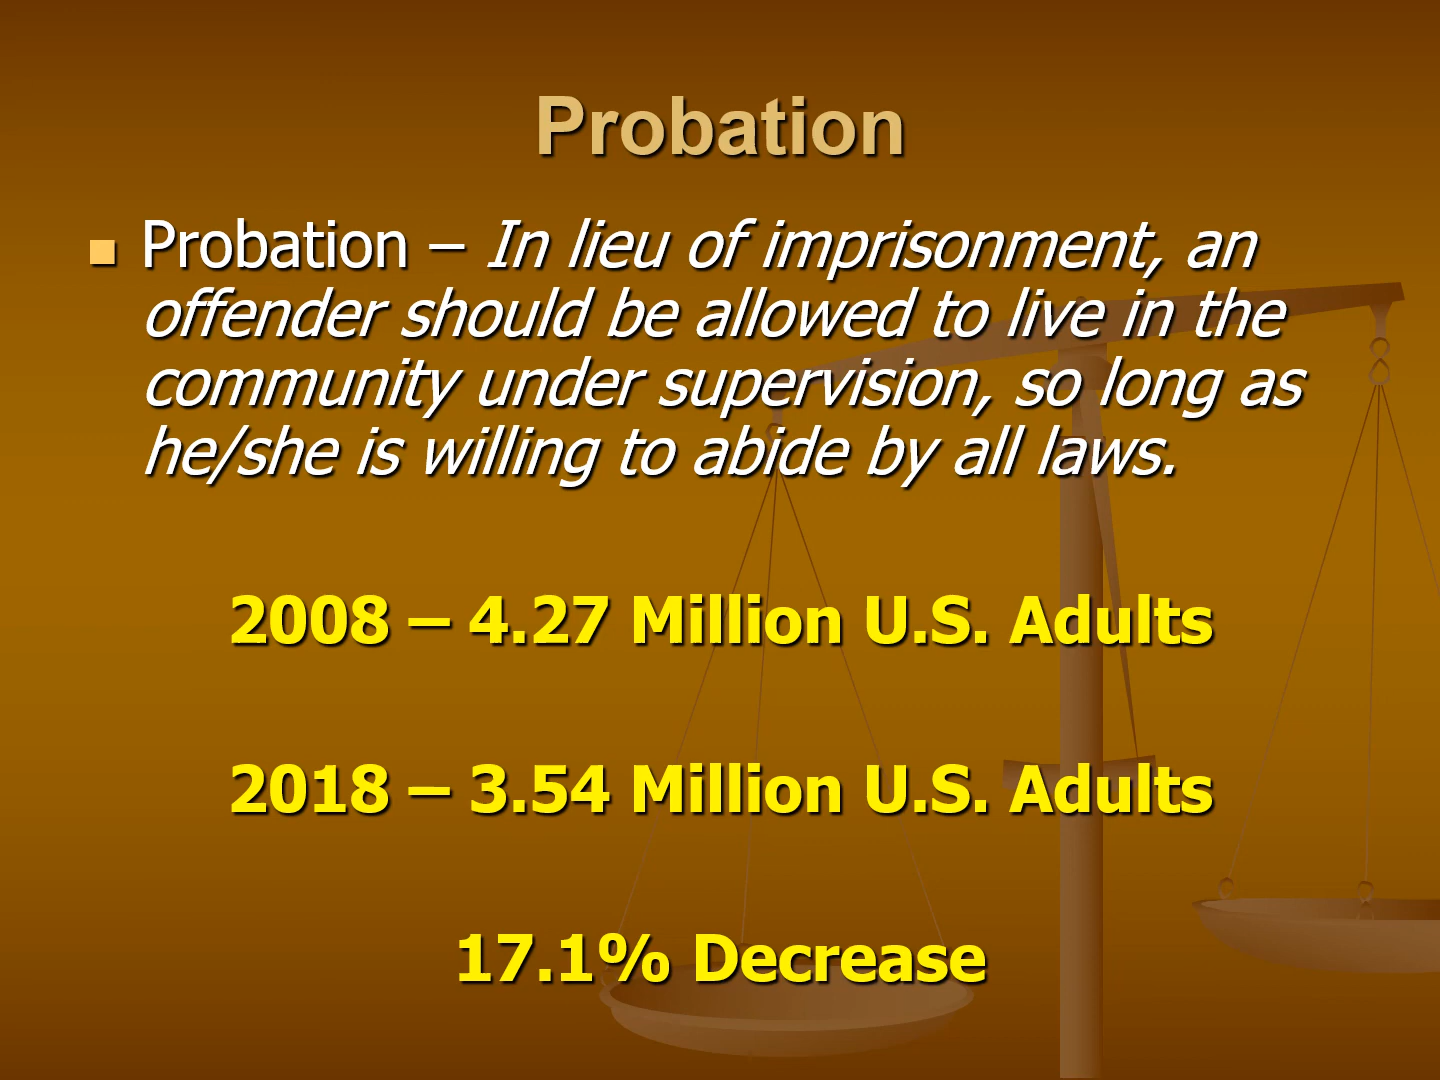 Probation
Probation – In lieu of imprisonment, an
offender should be allowed to live in the
community under supervision, so long as
he/she is willing to abide by all laws.
2008 – 4.27 Million U.S. Adults
2018 – 3.54 Million U.S. Adults
17.1% Decrease